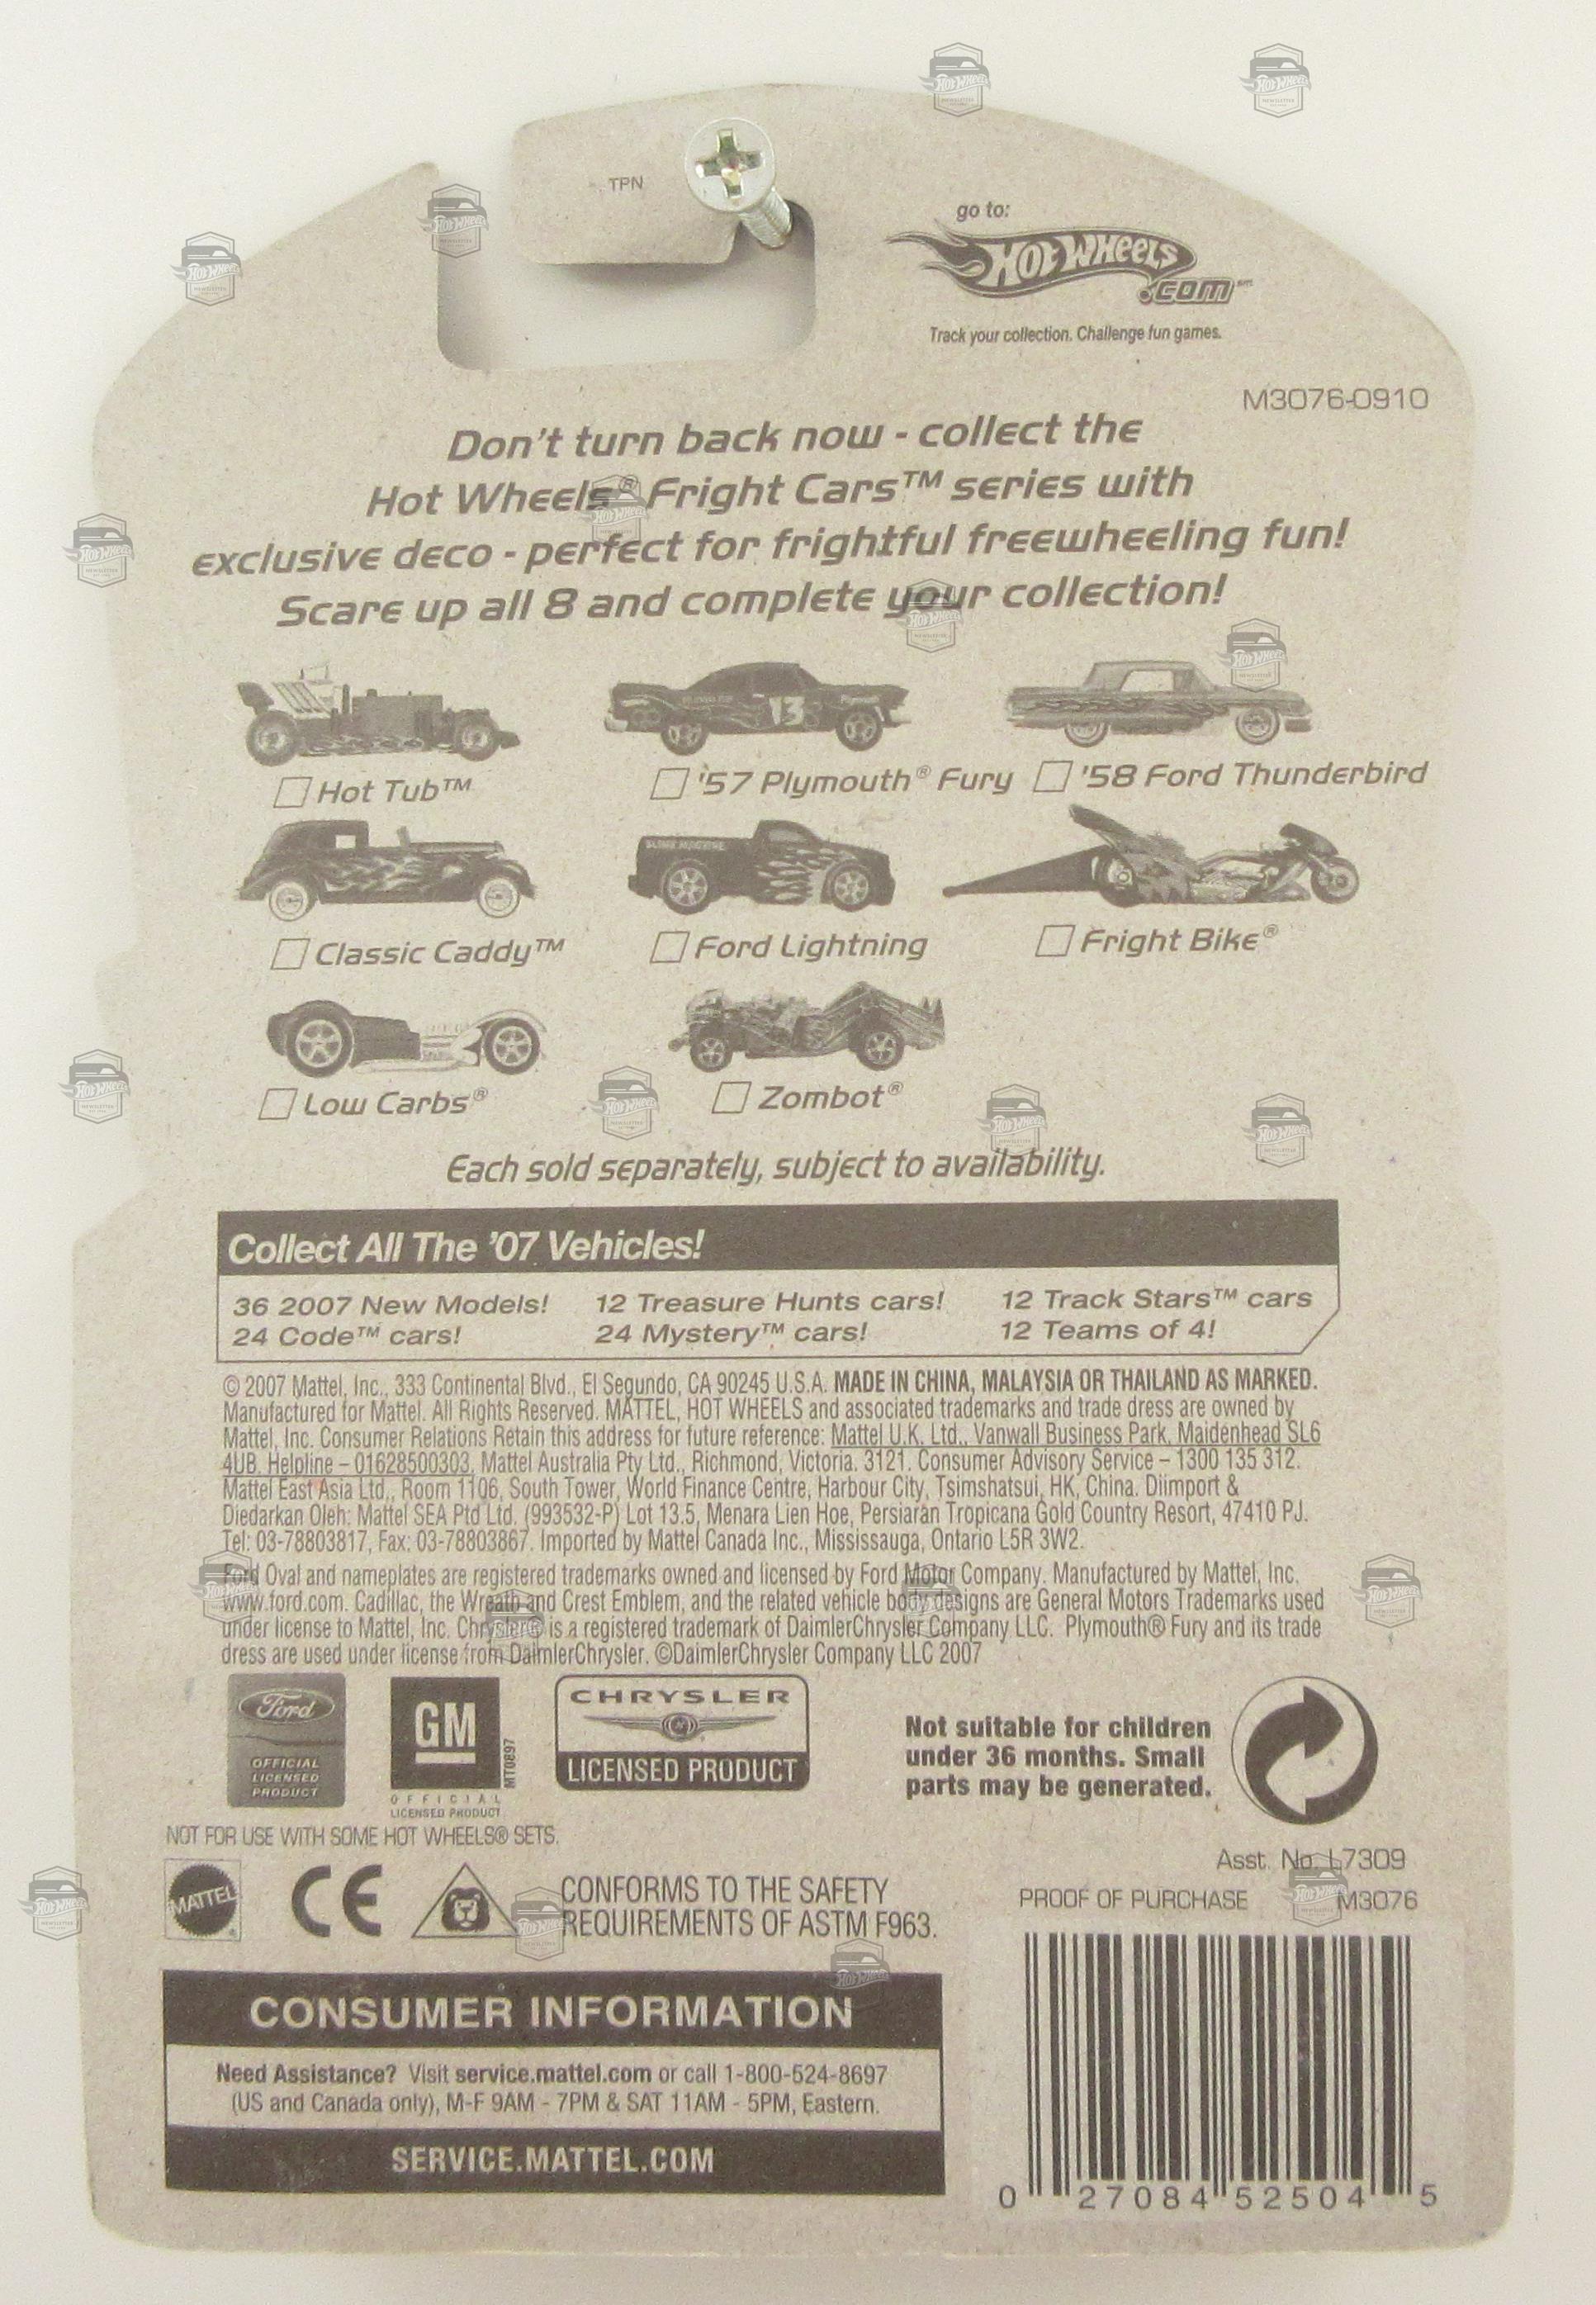 TPN
go to:
HOT WHEELS
.COM
Track your collection. Challenge fun games.
M3076-0910
Don't turn back now - collect the
Hot Wheels® Fright Cars™ series with
exclusive deco - perfect for frightful freewheeling fun!
Scare up all 8 and complete your collection!
13
Plymouth
Hot Tub™ '57 Plymouth® Fury '58 Ford Thunderbird
Classic Caddy™ Ford Lightning Fright Bike®
Low Carbs® Zombot®
Each sold separately, subject to availability.
Collect All The '07 Vehicles!
36 2007 New Models! 12 Treasure Hunts cars! 12 Track Stars™ cars
24 Code™ cars! 24 Mystery™ cars! 12 Teams of 4!
© 2007 Mattel, Inc., 333 Continental Blvd., El Segundo, CA 90245 U.S.A. MADE IN CHINA, MALAYSIA OR THAILAND AS MARKED.
Manufactured for Mattel. All Rights Reserved. MATTEL, HOT WHEELS and associated trademarks and trade dress are owned by
Mattel, Inc. Consumer Relations Retain this address for future reference: Mattel U.K. Ltd., Vanwall Business Park, Maidenhead SL6
4UB. Helpline – 01628500303, Mattel Australia Pty Ltd., Richmond, Victoria. 3121. Consumer Advisory Service – 1300 135 312.
Mattel East Asia Ltd., Room 1106, South Tower, World Finance Centre, Harbour City, Tsimshatsui, HK, China. Diimport &
Diedarkan Oleh: Mattel SEA Ptd Ltd. (993532-P) Lot 13.5, Menara Lien Hoe, Persiaran Tropicana Gold Country Resort, 47410 PJ.
Tel: 03-78803817, Fax: 03-78803867. Imported by Mattel Canada Inc., Mississauga, Ontario L5R 3W2.
Ford Oval and nameplates are registered trademarks owned and licensed by Ford Motor Company. Manufactured by Mattel, Inc.
www.ford.com. Cadillac, the Wreath and Crest Emblem, and the related vehicle body designs are General Motors Trademarks used
under license to Mattel, Inc. Chrysler® is a registered trademark of DaimlerChrysler Company LLC. Plymouth® Fury and its trade
dress are used under license from DaimlerChrysler. ©DaimlerChrysler Company LLC 2007
Ford
OFFICIAL
LICENSED
PRODUCT
GM
MT0897
OFFICIAL
LICENSED PRODUCT
CHRYSLER
LICENSED PRODUCT
Not suitable for children
under 36 months. Small
parts may be generated.
NOT FOR USE WITH SOME HOT WHEELS® SETS.
MATTEL
CE
CONFORMS TO THE SAFETY
REQUIREMENTS OF ASTM F963.
Asst. No. L7309
PROOF OF PURCHASE M3076
CONSUMER INFORMATION
Need Assistance? Visit service.mattel.com or call 1-800-524-8697
(US and Canada only), M-F 9AM - 7PM & SAT 11AM - 5PM, Eastern.
SERVICE.MATTEL.COM
0 27084 52504 5